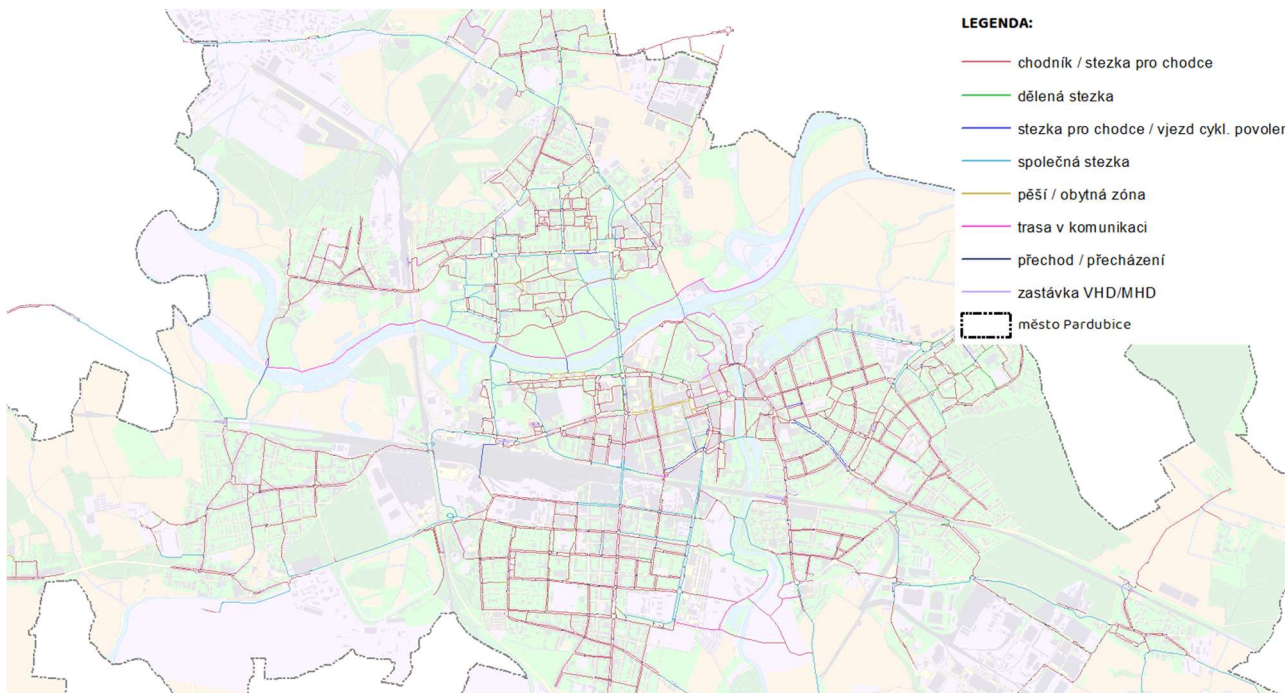 LEGENDA:
chodník / stezka pro chodce
dělená stezka
stezka pro chodce / vjezd cykl. povolen
společná stezka
pěší / obytná zóna
trasa v komunikaci
přechod / přecházení
zastávka VHD/MHD
město Pardubice